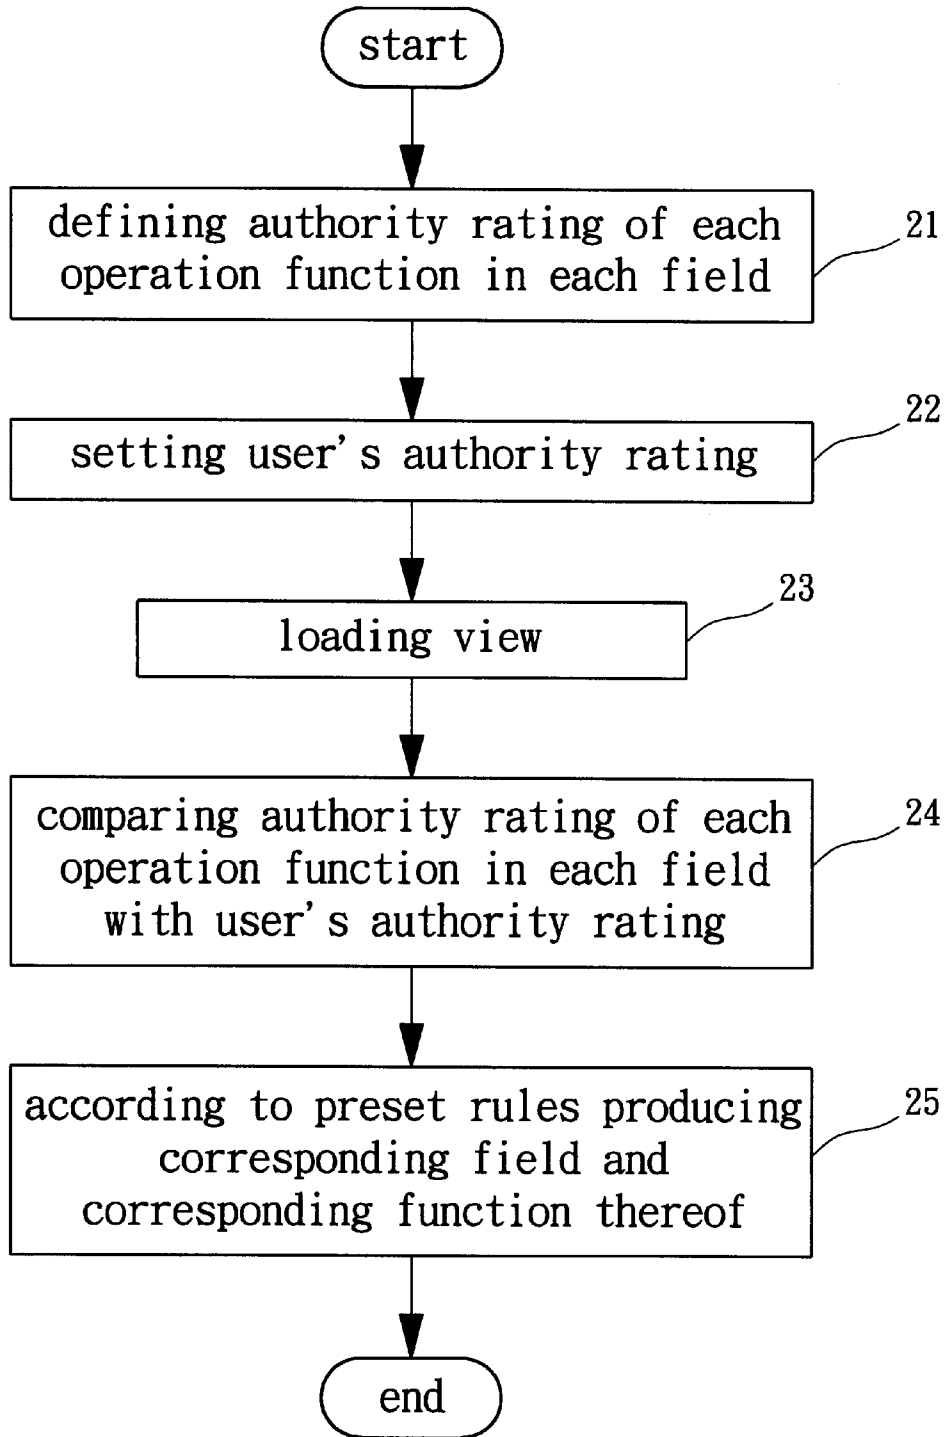 start
defining authority rating of each
operation function in each field
21
setting user's authority rating
22
loading view
23
comparing authority rating of each
operation function in each field
with user's authority rating
24
according to preset rules producing
corresponding field and
corresponding function thereof
25
end